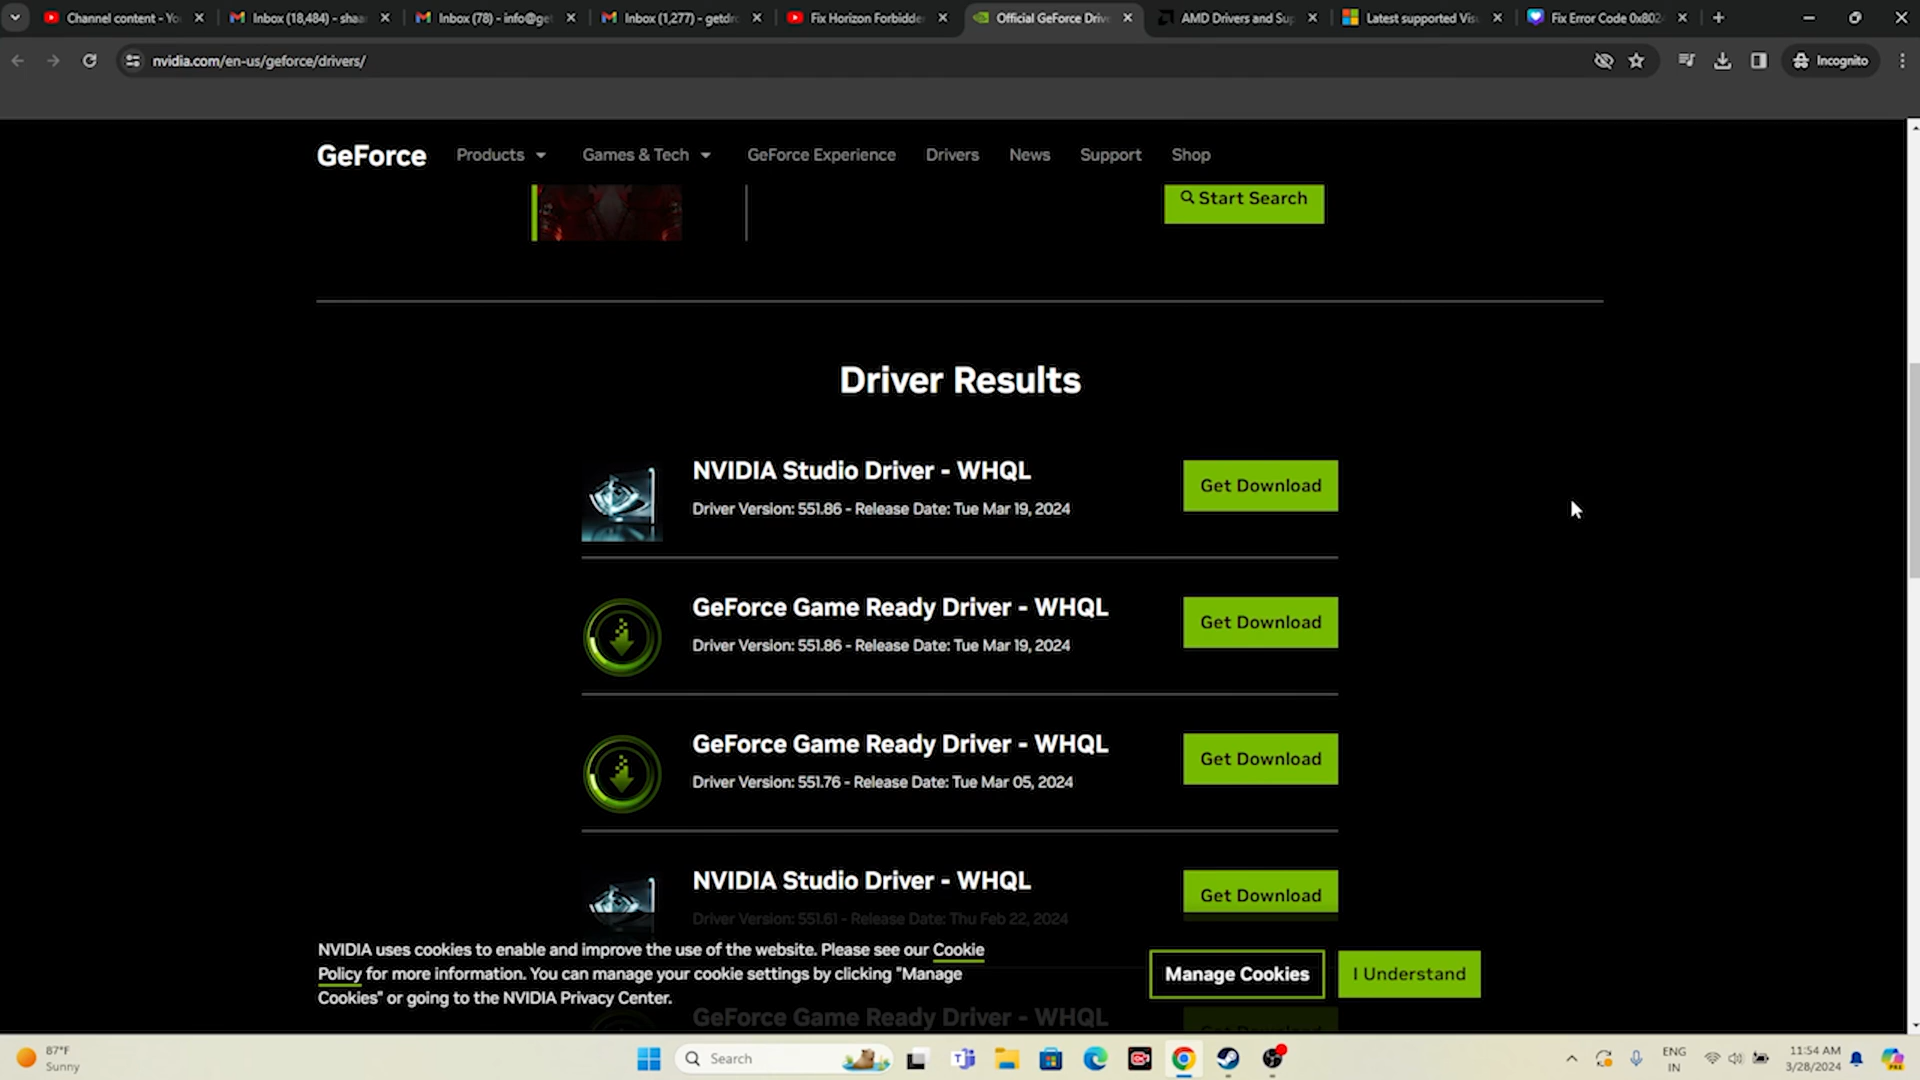 Channel content - Yo
Inbox (18,484) - shaa
Inbox (78) - info@get
Inbox (1,277) - getdr
Fix Horizon Forbidde
Official GeForce Drive
AMD Drivers and Sup
Latest supported Vis
Fix Error Code 0x802
nvidia.com/en-us/geforce/drivers/
Incognito
GeForce Products Games & Tech GeForce Experience Drivers News Support Shop
Start Search
Driver Results
NVIDIA Studio Driver - WHQL
Driver Version: 551.86 - Release Date: Tue Mar 19, 2024
Get Download
GeForce Game Ready Driver - WHQL
Driver Version: 551.86 - Release Date: Tue Mar 19, 2024
Get Download
GeForce Game Ready Driver - WHQL
Driver Version: 551.76 - Release Date: Tue Mar 05, 2024
Get Download
NVIDIA Studio Driver - WHQL
Driver Version: 551.61 - Release Date: Thu Feb 22, 2024
Get Download
NVIDIA uses cookies to enable and improve the use of the website. Please see our Cookie
Policy for more information. You can manage your cookie settings by clicking "Manage
Cookies" or going to the NVIDIA Privacy Center.
Manage Cookies
I Understand
GeForce Game Ready Driver - WHQL
Get Download
87°F
Sunny
Search
ENG
IN
11:54 AM
3/28/2024